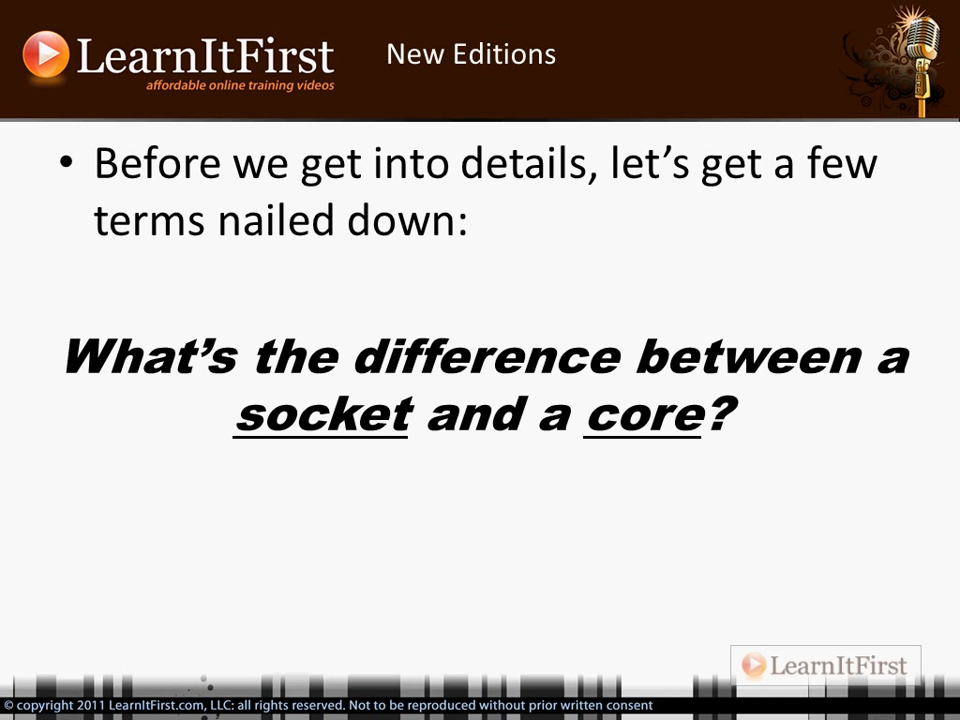 LearnItFirst
affordable online training videos
New Editions
• Before we get into details, let’s get a few
terms nailed down:
What’s the difference between a
socket and a core?
LearnItFirst
© copyright 2011 LearnItFirst.com, LLC: all rights reserved. Not to be reproduced without prior written consent